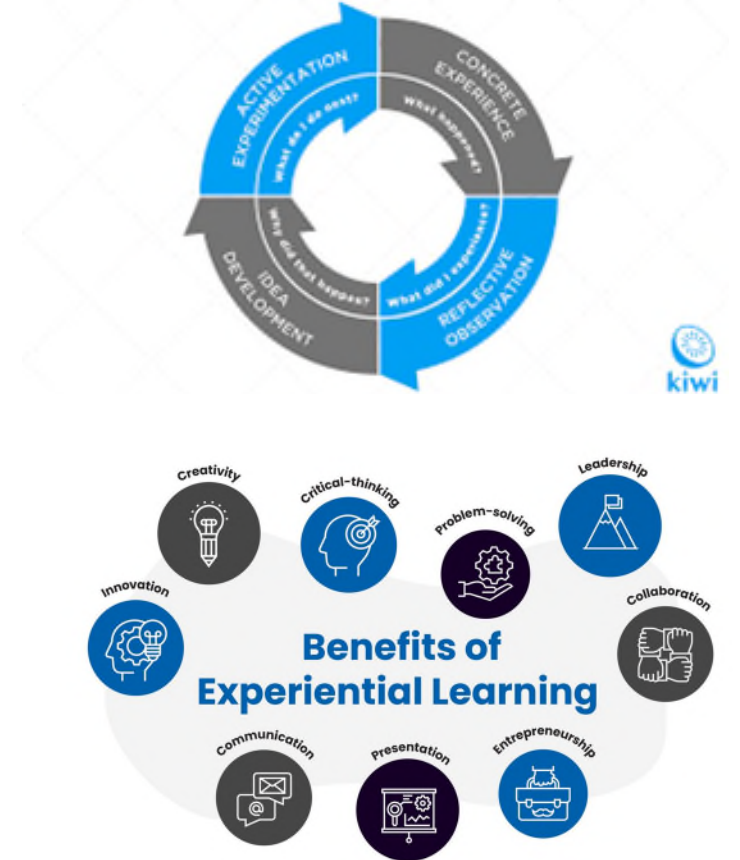 ACTIVE
EXPERIMENTATION
What do I do next?
CONCRETE
EXPERIENCE
What happened?
REFLECTIVE
OBSERVATION
What did I experience?
IDEA
DEVELOPMENT
Why did that happen?
kiwi
Creativity
Critical-thinking
Problem-solving
Leadership
Innovation
Collaboration
Benefits of
Experiential Learning
Communication
Presentation
Entrepreneurship
@